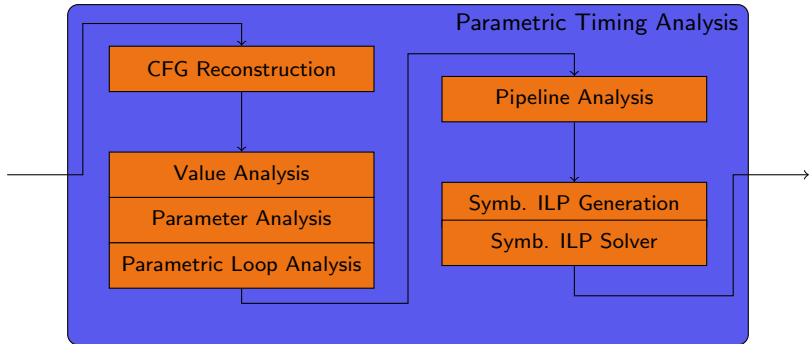 Parametric Timing Analysis
CFG Reconstruction
Value Analysis
Parameter Analysis
Parametric Loop Analysis
Pipeline Analysis
Symb. ILP Generation
Symb. ILP Solver